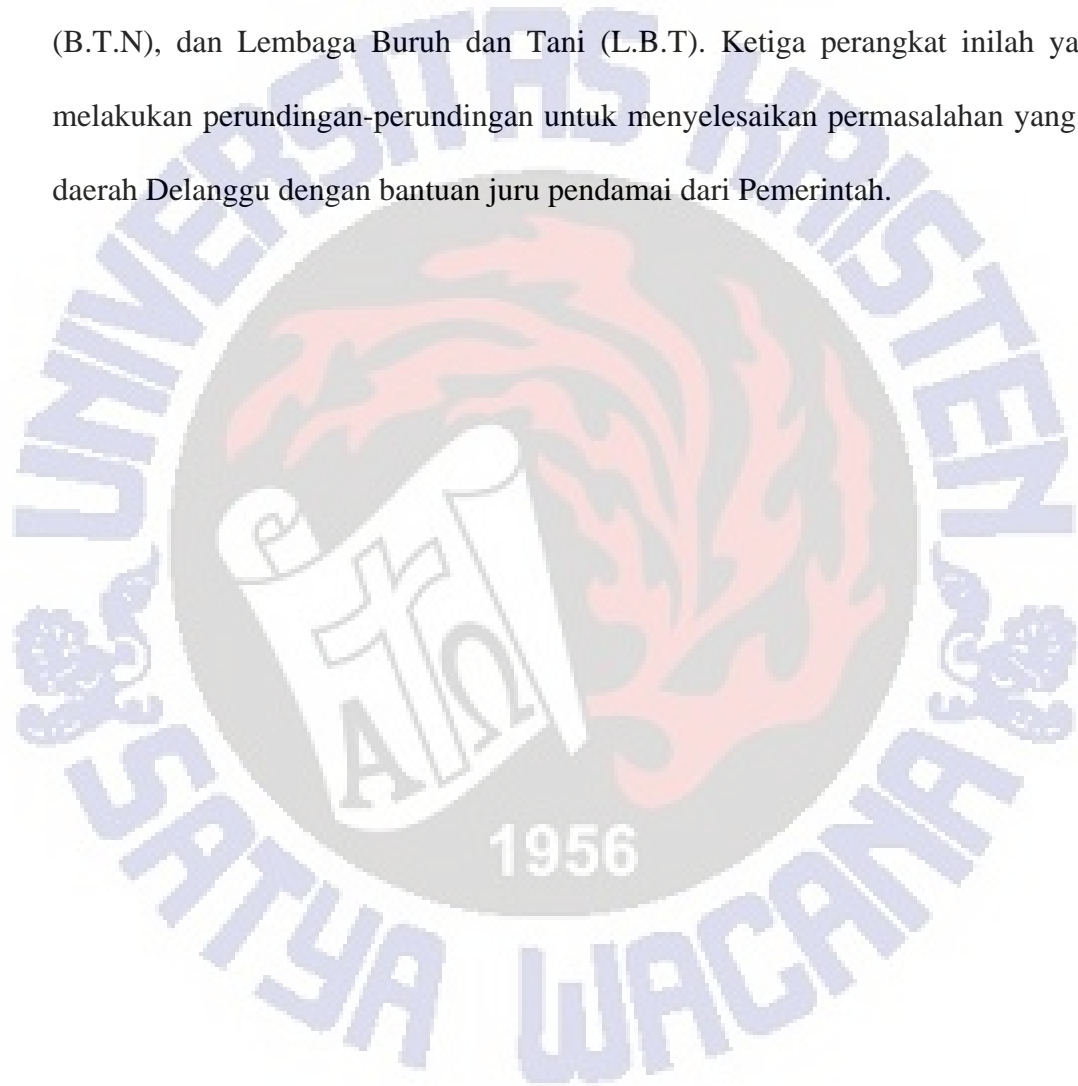 (B.T.N), dan Lembaga Buruh dan Tani (L.B.T). Ketiga perangkat inilah ya
melakukan perundingan-perundingan untuk menyelesaikan permasalahan yang
daerah Delanggu dengan bantuan juru pendamai dari Pemerintah.
UNIVERSITAS KRISTEN
ΑΩ
1956
SATYA WACANA